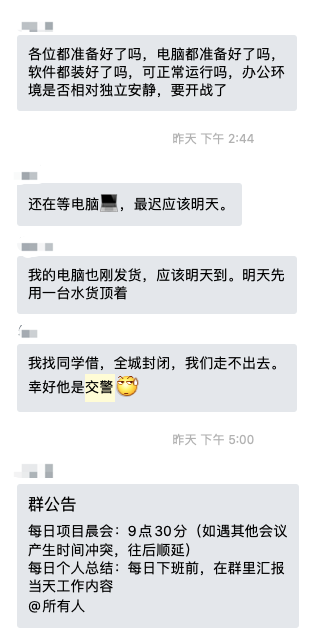 各位都准备好了吗，电脑都准备好了吗，
软件都装好了吗，可正常运行吗，办公环
境是否相对独立安静，要开战了
昨天 下午 2:44
还在等电脑💻，最迟应该明天。
我的电脑也刚发货，应该明天到。明天先
用一台水货顶着
我找同学借，全城封闭，我们走不出去。
幸好他是交警
昨天 下午 5:00
群公告
每日项目晨会：9点30分（如遇其他会议
产生时间冲突，往后顺延）
每日个人总结：每日下班前，在群里汇报
当天工作内容
@所有人